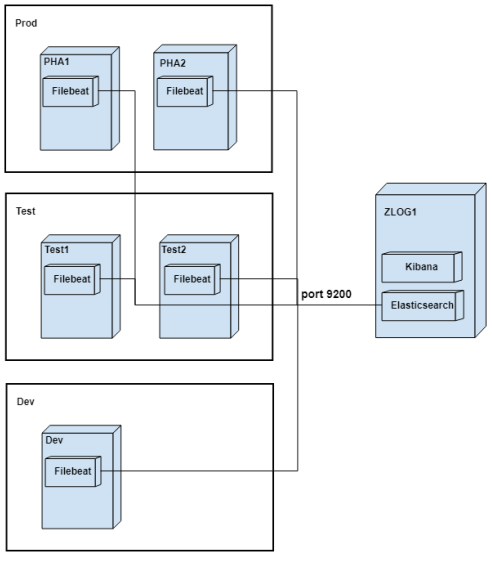 Prod
PHA1
Filebeat
PHA2
Filebeat
Test
Test1
Filebeat
Test2
Filebeat
ZLOG1
Kibana
Elasticsearch
port 9200
Dev
Dev
Filebeat